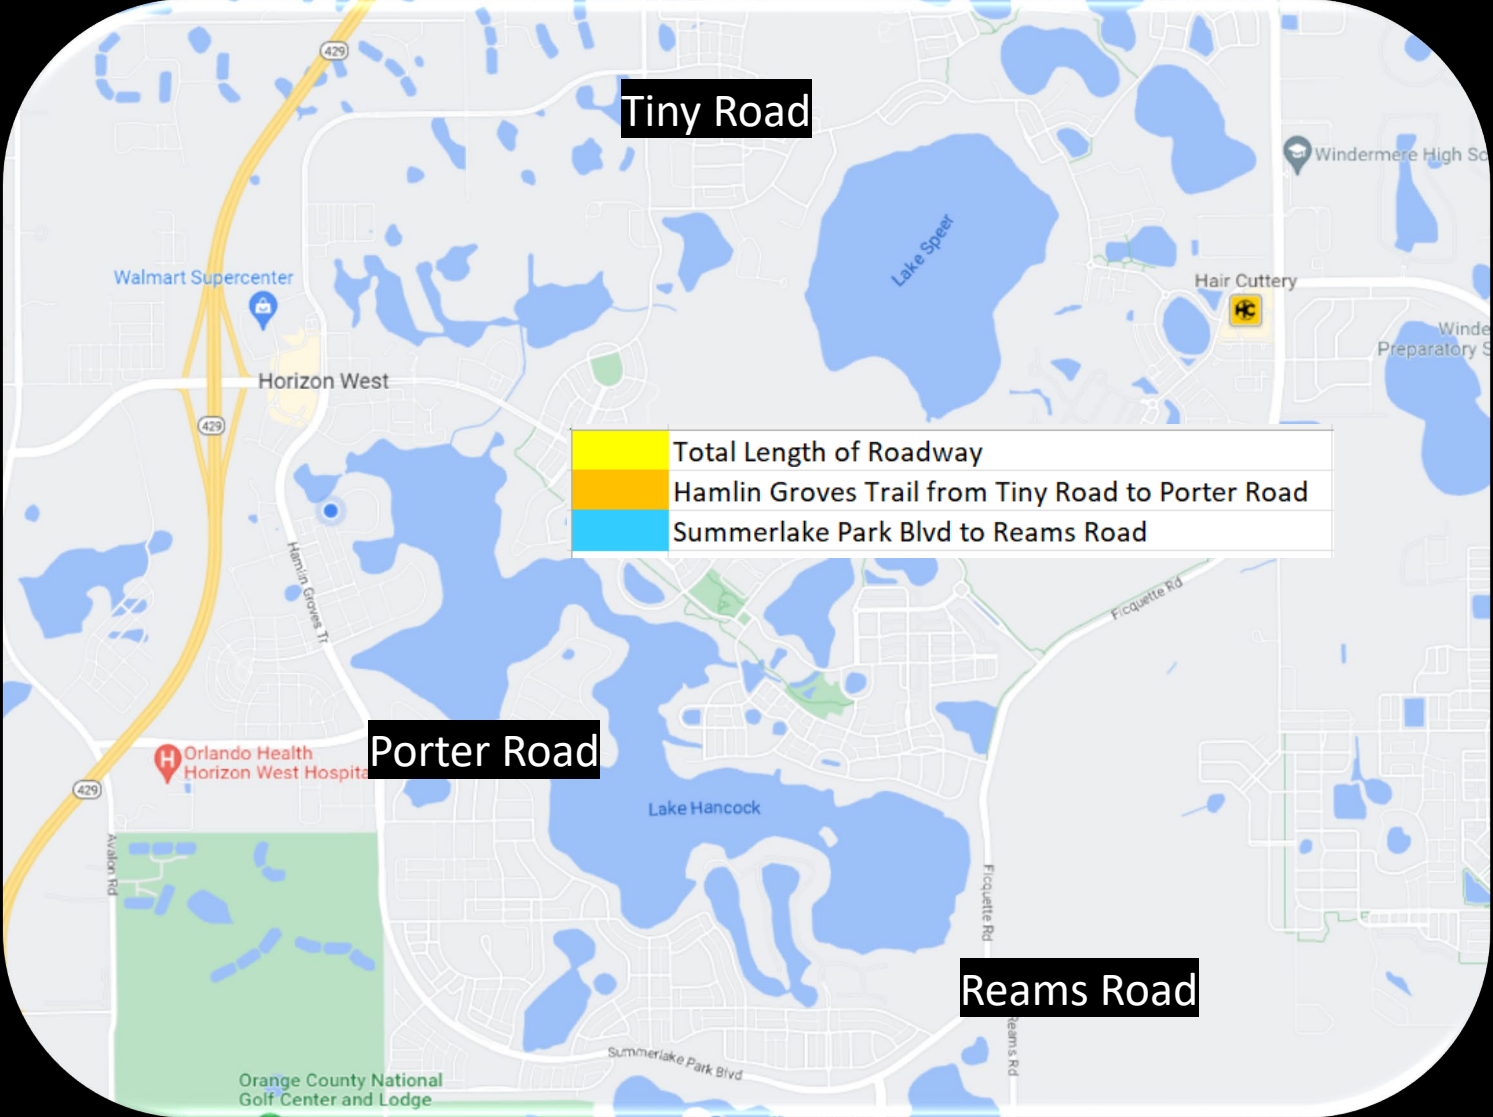 429
Tiny Road
Windermere High Sc
Lake Speer
Walmart Supercenter
Hair Cuttery
HC
Winde
Preparatory S
Horizon West
429
Total Length of Roadway
Hamlin Groves Trail from Tiny Road to Porter Road
Summerlake Park Blvd to Reams Road
Hamlin Groves Tr
Ficquette Rd
Porter Road
Orlando Health
Horizon West Hospita
H
429
Lake Hancock
Avalon Rd
Ficquette Rd
Reams Road
Reams Rd
Summerlake Park Blvd
Orange County National
Golf Center and Lodge